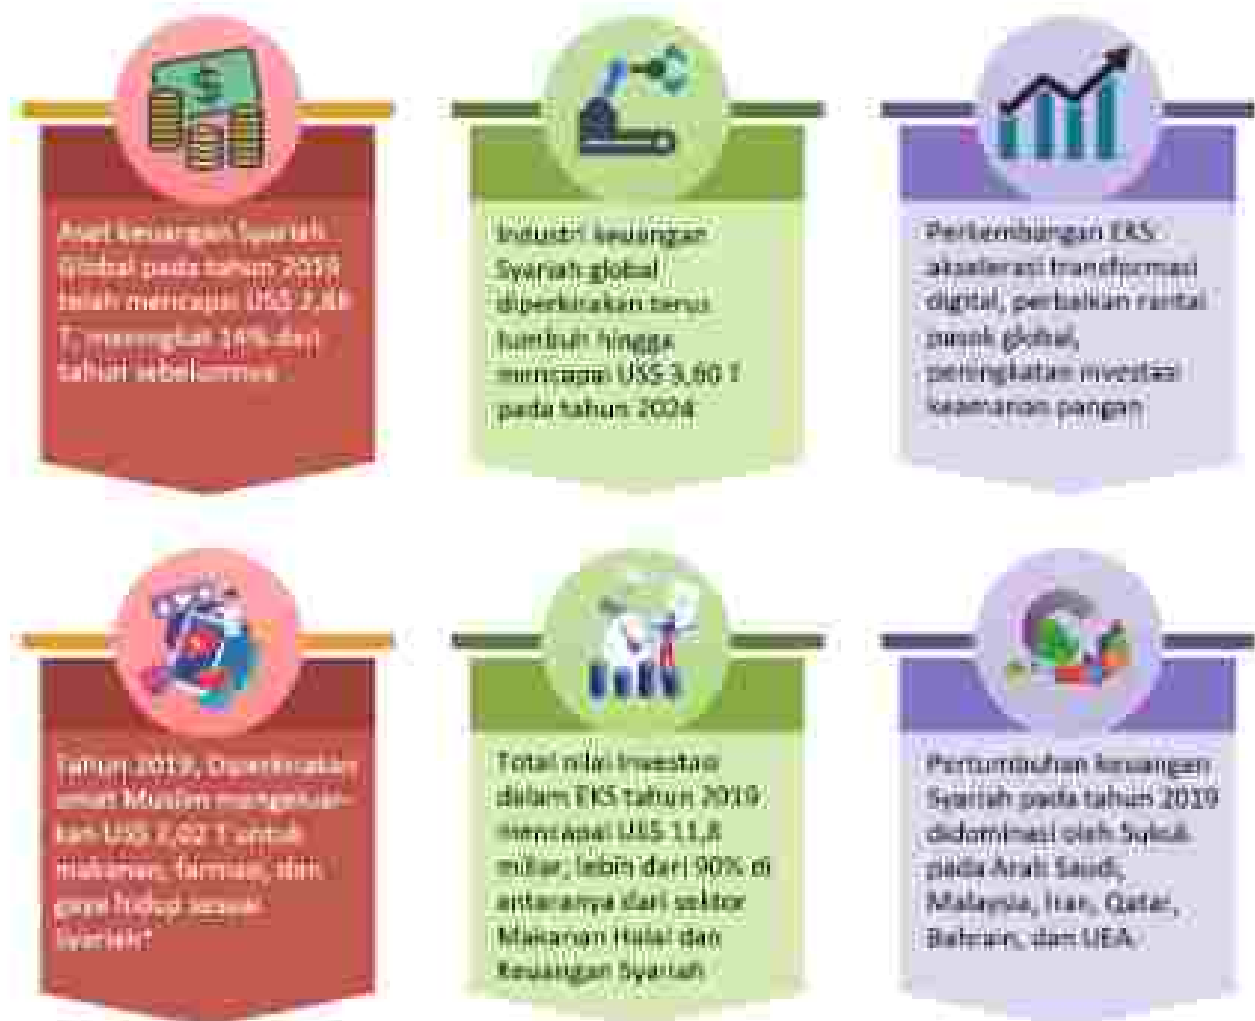 Aset keuangan Syariah
Global pada tahun 2019
telah mencapai US$ 2,88
T, meningkat 14% dari
tahun sebelumnya
Industri keuangan
Syariah global
diperkirakan terus
tumbuh hingga
mencapai US$ 3,60 T
pada tahun 2024
Perkembangan EKS:
akselerasi transformasi
digital, perbaikan rantai
pasok global,
peningkatan investasi
keamanan pangan
Tahun 2019, Diperkirakan
umat Muslim mengeluar-
kan US$ 2,02 T untuk
makanan, farmasi, dan
gaya hidup sesuai
syariah*
Total nilai Investasi
dalam EKS tahun 2019
mencapai US$ 11,8
miliar, lebih dari 90% di
antaranya dari sektor
Makanan Halal dan
Keuangan Syariah
Pertumbuhan keuangan
Syariah pada tahun 2019
didominasi oleh Sukuk
pada Arab Saudi,
Malaysia, Iran, Qatar,
Bahrain, dan UEA